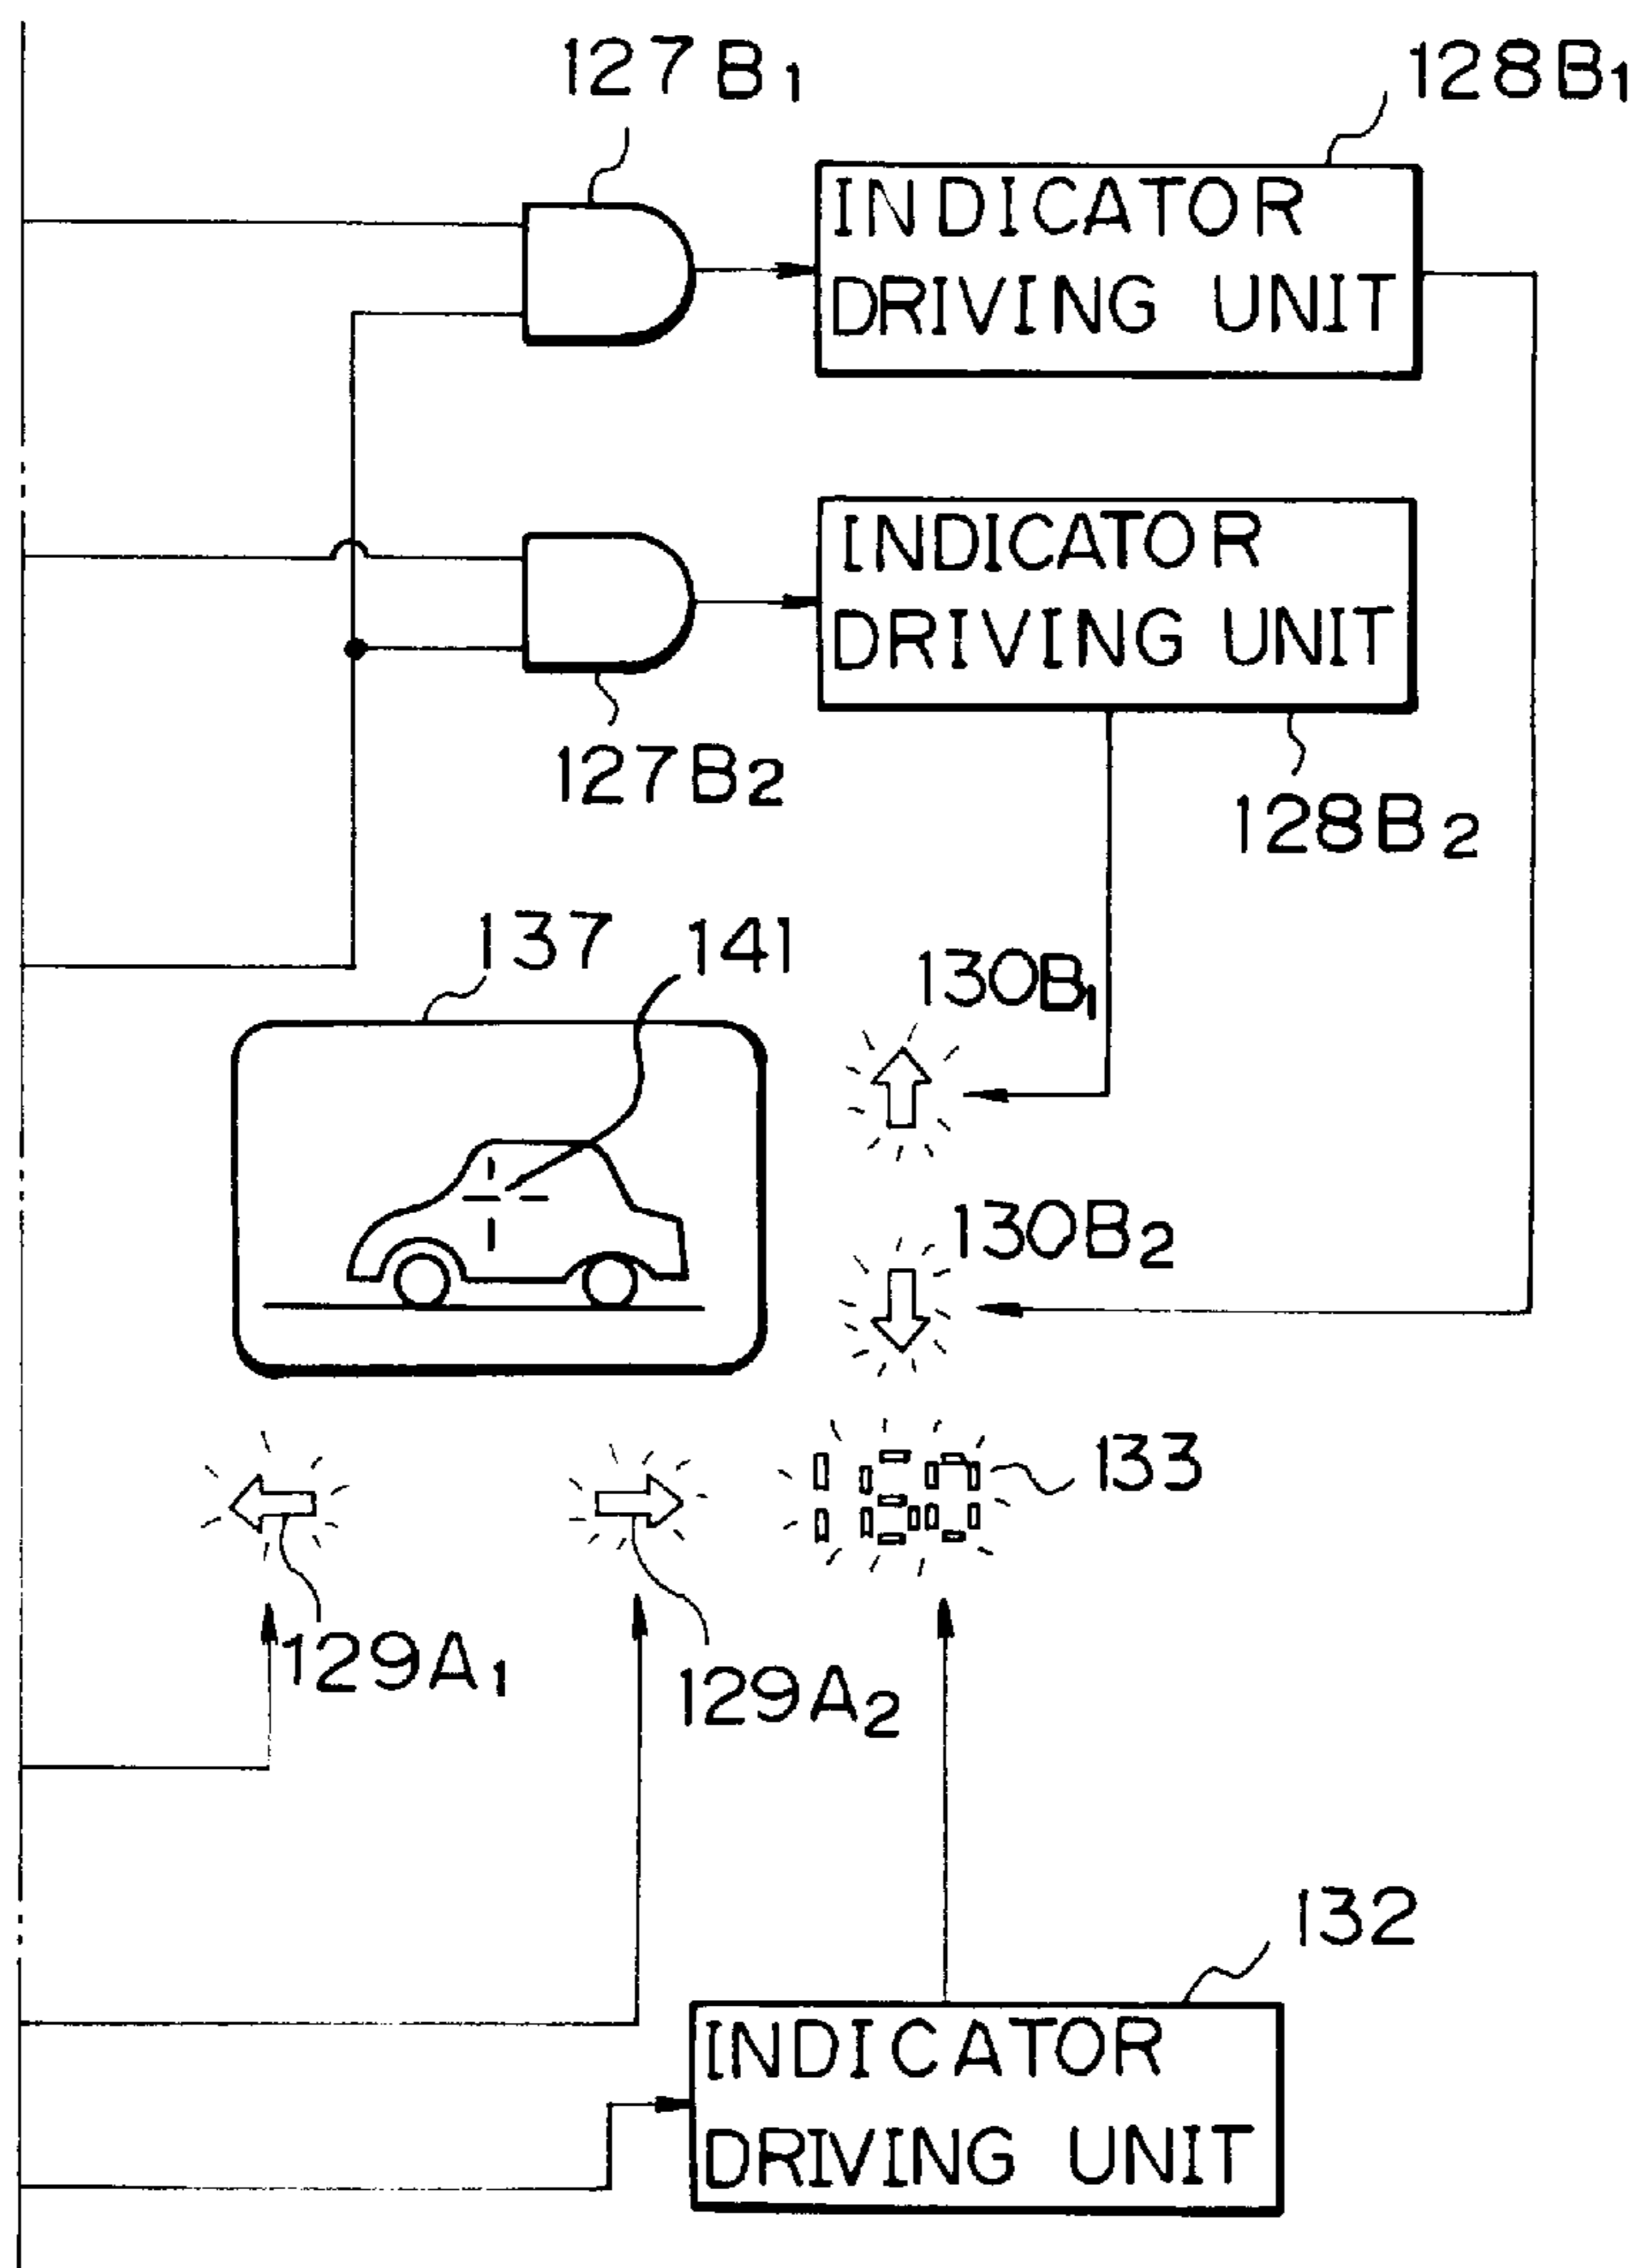 127B₁
128B₁
INDICATOR
DRIVING UNIT
INDICATOR
DRIVING UNIT
127B₂
128B₂
137
141
130B₁
130B₂
133
129A₁
129A₂
132
INDICATOR
DRIVING UNIT